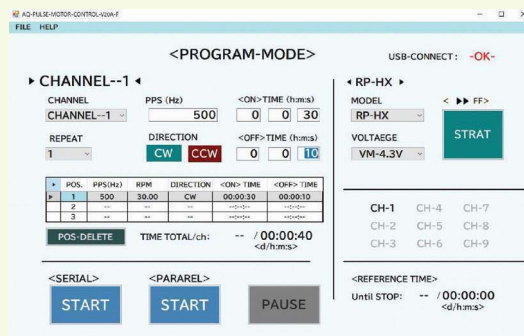 AQ-PULSE-MOTOR-CONTROL-V20A-F
FILE HELP
<PROGRAM-MODE>
USB-CONNECT : -OK-
CHANNEL--1
CHANNEL PPS (Hz) <ON>TIME (h:m:s)
CHANNEL--1 500 0 0 30
REPEAT DIRECTION <OFF>TIME (h:m:s)
1 CW CCW 0 0 10
POS. PPS(Hz) RPM DIRECTION <ON> TIME <OFF> TIME
1 500 30.00 CW 00:00:30 00:00:10
2 -- -- -- --:--:-- --:--:--
3 -- -- -- --:--:-- --:--:--
POS-DELETE TIME TOTAL/ch: -- / 00:00:40
<d/h:m:s>
<SERIAL> <PARAREL>
START START PAUSE
RP-HX
MODEL < ▶▶ FF>
RP-HX
VOLTAEGE STRAT
VM-4.3V
CH-1 CH-4 CH-7
CH-2 CH-5 CH-8
CH-3 CH-6 CH-9
<REFERENCE TIME>
Until STOP: -- / 00:00:00
<d/h:m:s>